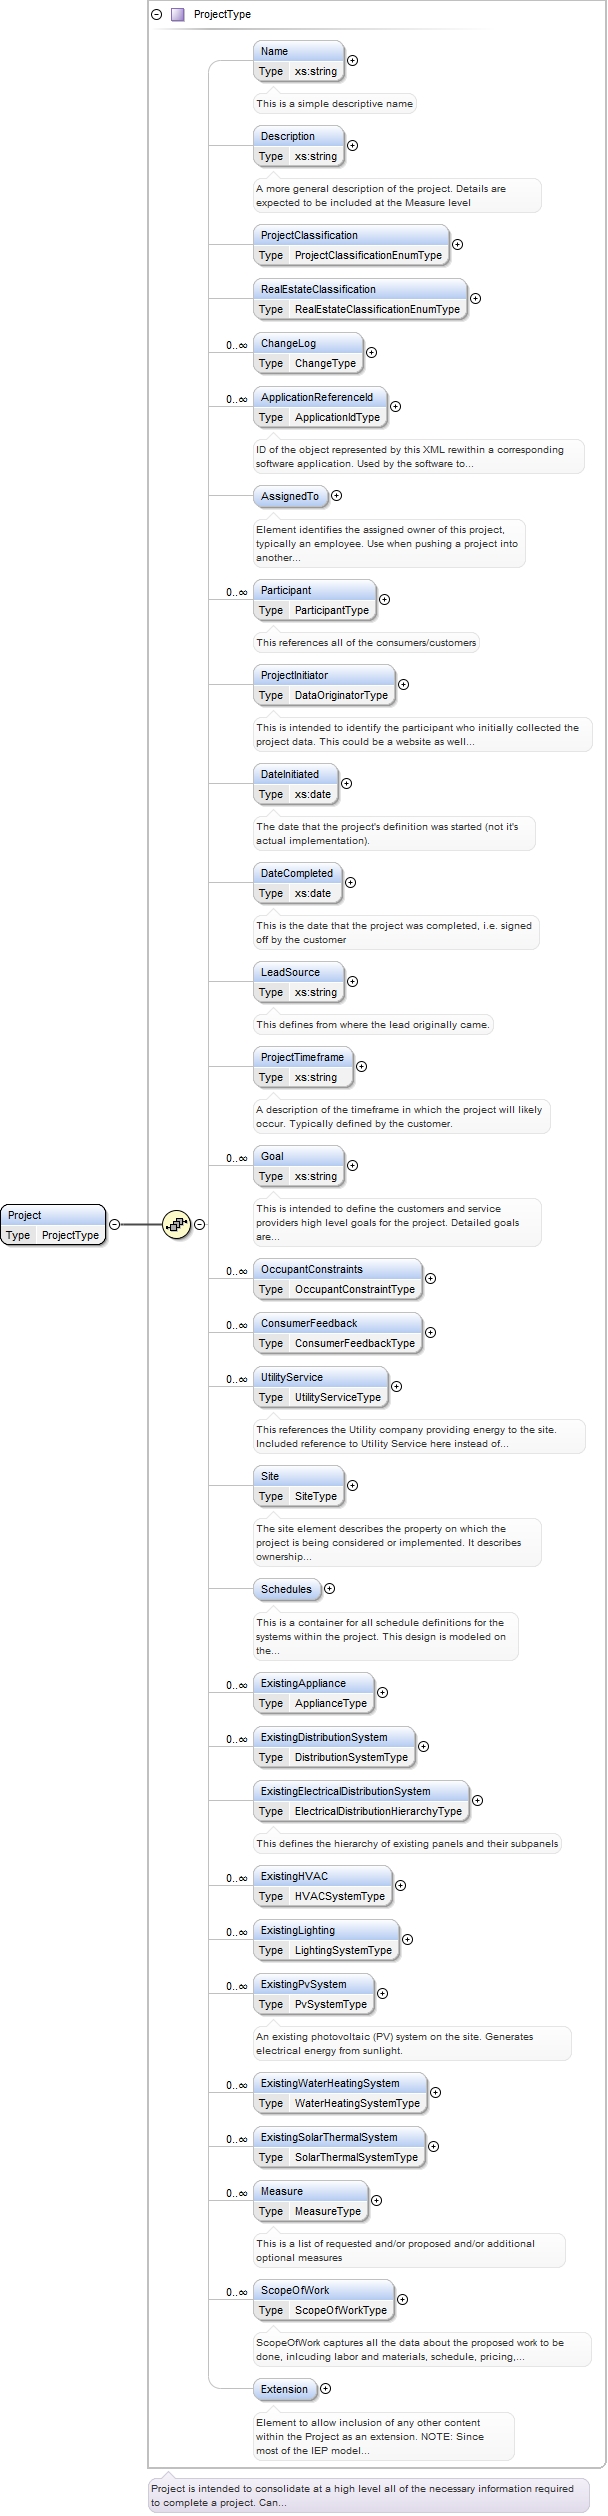 ProjectType
Name
Type xs:string
This is a simple descriptive name
Description
Type xs:string
A more general description of the project. Details are
expected to be included at the Measure level
ProjectClassification
Type ProjectClassificationEnumType
RealEstateClassification
Type RealEstateClassificationEnumType
0..∞ ChangeLog
Type ChangeType
0..∞ ApplicationReferenceId
Type ApplicationIdType
ID of the object represented by this XML rewithin a corresponding
software application. Used by the software to...
AssignedTo
Element identifies the assigned owner of this project,
typically an employee. Use when pushing a project into
another...
0..∞ Participant
Type ParticipantType
This references all of the consumers/customers
ProjectInitiator
Type DataOriginatorType
This is intended to identify the participant who initially collected the
project data. This could be a website as well...
DateInitiated
Type xs:date
The date that the project's definition was started (not it's
actual implementation).
DateCompleted
Type xs:date
This is the date that the project was completed, i.e. signed
off by the customer
LeadSource
Type xs:string
This defines from where the lead originally came.
ProjectTimeframe
Type xs:string
A description of the timeframe in which the project will likely
occur. Typically defined by the customer.
0..∞ Goal
Type xs:string
This is intended to define the customers and service
providers high level goals for the project. Detailed goals
are...
Project
Type ProjectType
0..∞ OccupantConstraints
Type OccupantConstraintType
0..∞ ConsumerFeedback
Type ConsumerFeedbackType
0..∞ UtilityService
Type UtilityServiceType
This references the Utility company providing energy to the site.
Included reference to Utility Service here instead of...
Site
Type SiteType
The site element describes the property on which the
project is being considered or implemented. It describes
ownership...
Schedules
This is a container for all schedule definitions for the
systems within the project. This design is modeled on
the...
0..∞ ExistingAppliance
Type ApplianceType
0..∞ ExistingDistributionSystem
Type DistributionSystemType
ExistingElectricalDistributionSystem
Type ElectricalDistributionHierarchyType
This defines the hierarchy of existing panels and their subpanels
0..∞ ExistingHVAC
Type HVACSystemType
0..∞ ExistingLighting
Type LightingSystemType
0..∞ ExistingPvSystem
Type PvSystemType
An existing photovoltaic (PV) system on the site. Generates
electrical energy from sunlight.
0..∞ ExistingWaterHeatingSystem
Type WaterHeatingSystemType
0..∞ ExistingSolarThermalSystem
Type SolarThermalSystemType
0..∞ Measure
Type MeasureType
This is a list of requested and/or proposed and/or additional
optional measures
0..∞ ScopeOfWork
Type ScopeOfWorkType
ScopeOfWork captures all the data about the proposed work to be
done, inlcuding labor and materials, schedule, pricing,...
Extension
Element to allow inclusion of any other content
within the Project as an extension. NOTE: Since
most of the IEP model...
Project is intended to consolidate at a high level all of the necessary information required
to complete a project. Can...